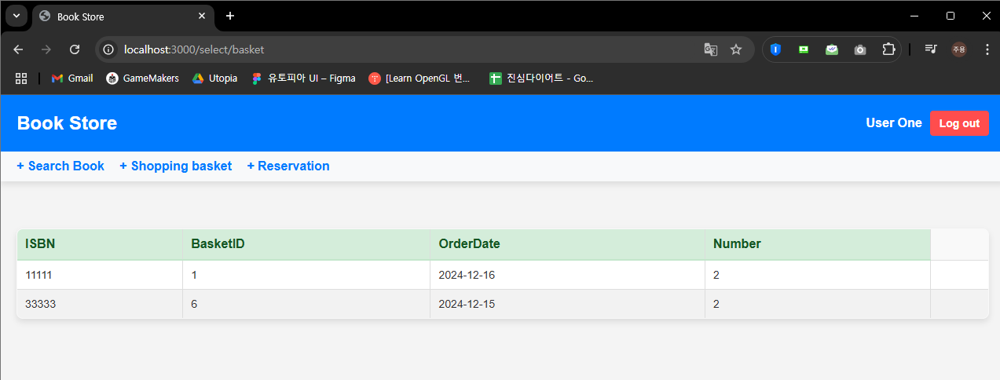 Book Store
localhost:3000/select/basket
주용
Gmail GameMakers Utopia 유토피아 UI – Figma [Learn OpenGL 번... 진심다이어트 - Go...
Book Store User One Log out
+ Search Book + Shopping basket + Reservation
ISBN BasketID OrderDate Number
11111 1 2024-12-16 2
33333 6 2024-12-15 2